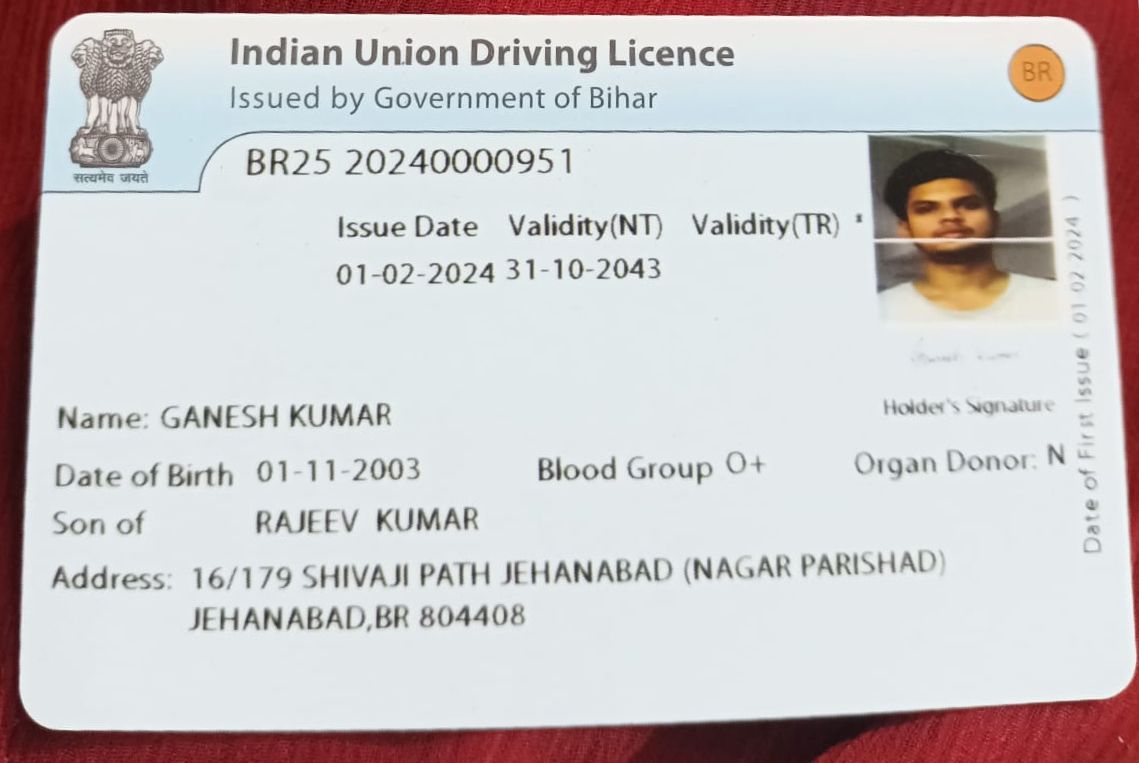 Indian Union Driving Licence
Issued by Government of Bihar
BR
सत्यमेव जयते
BR25 20240000951
Issue Date Validity(NT) Validity(TR) *
01-02-2024 31-10-2043
Holder's Signature
Date of First Issue ( 01 02 2024 )
Name: GANESH KUMAR
Date of Birth 01-11-2003 Blood Group O+ Organ Donor: N
Son of RAJEEV KUMAR
Address: 16/179 SHIVAJI PATH JEHANABAD (NAGAR PARISHAD)
JEHANABAD,BR 804408